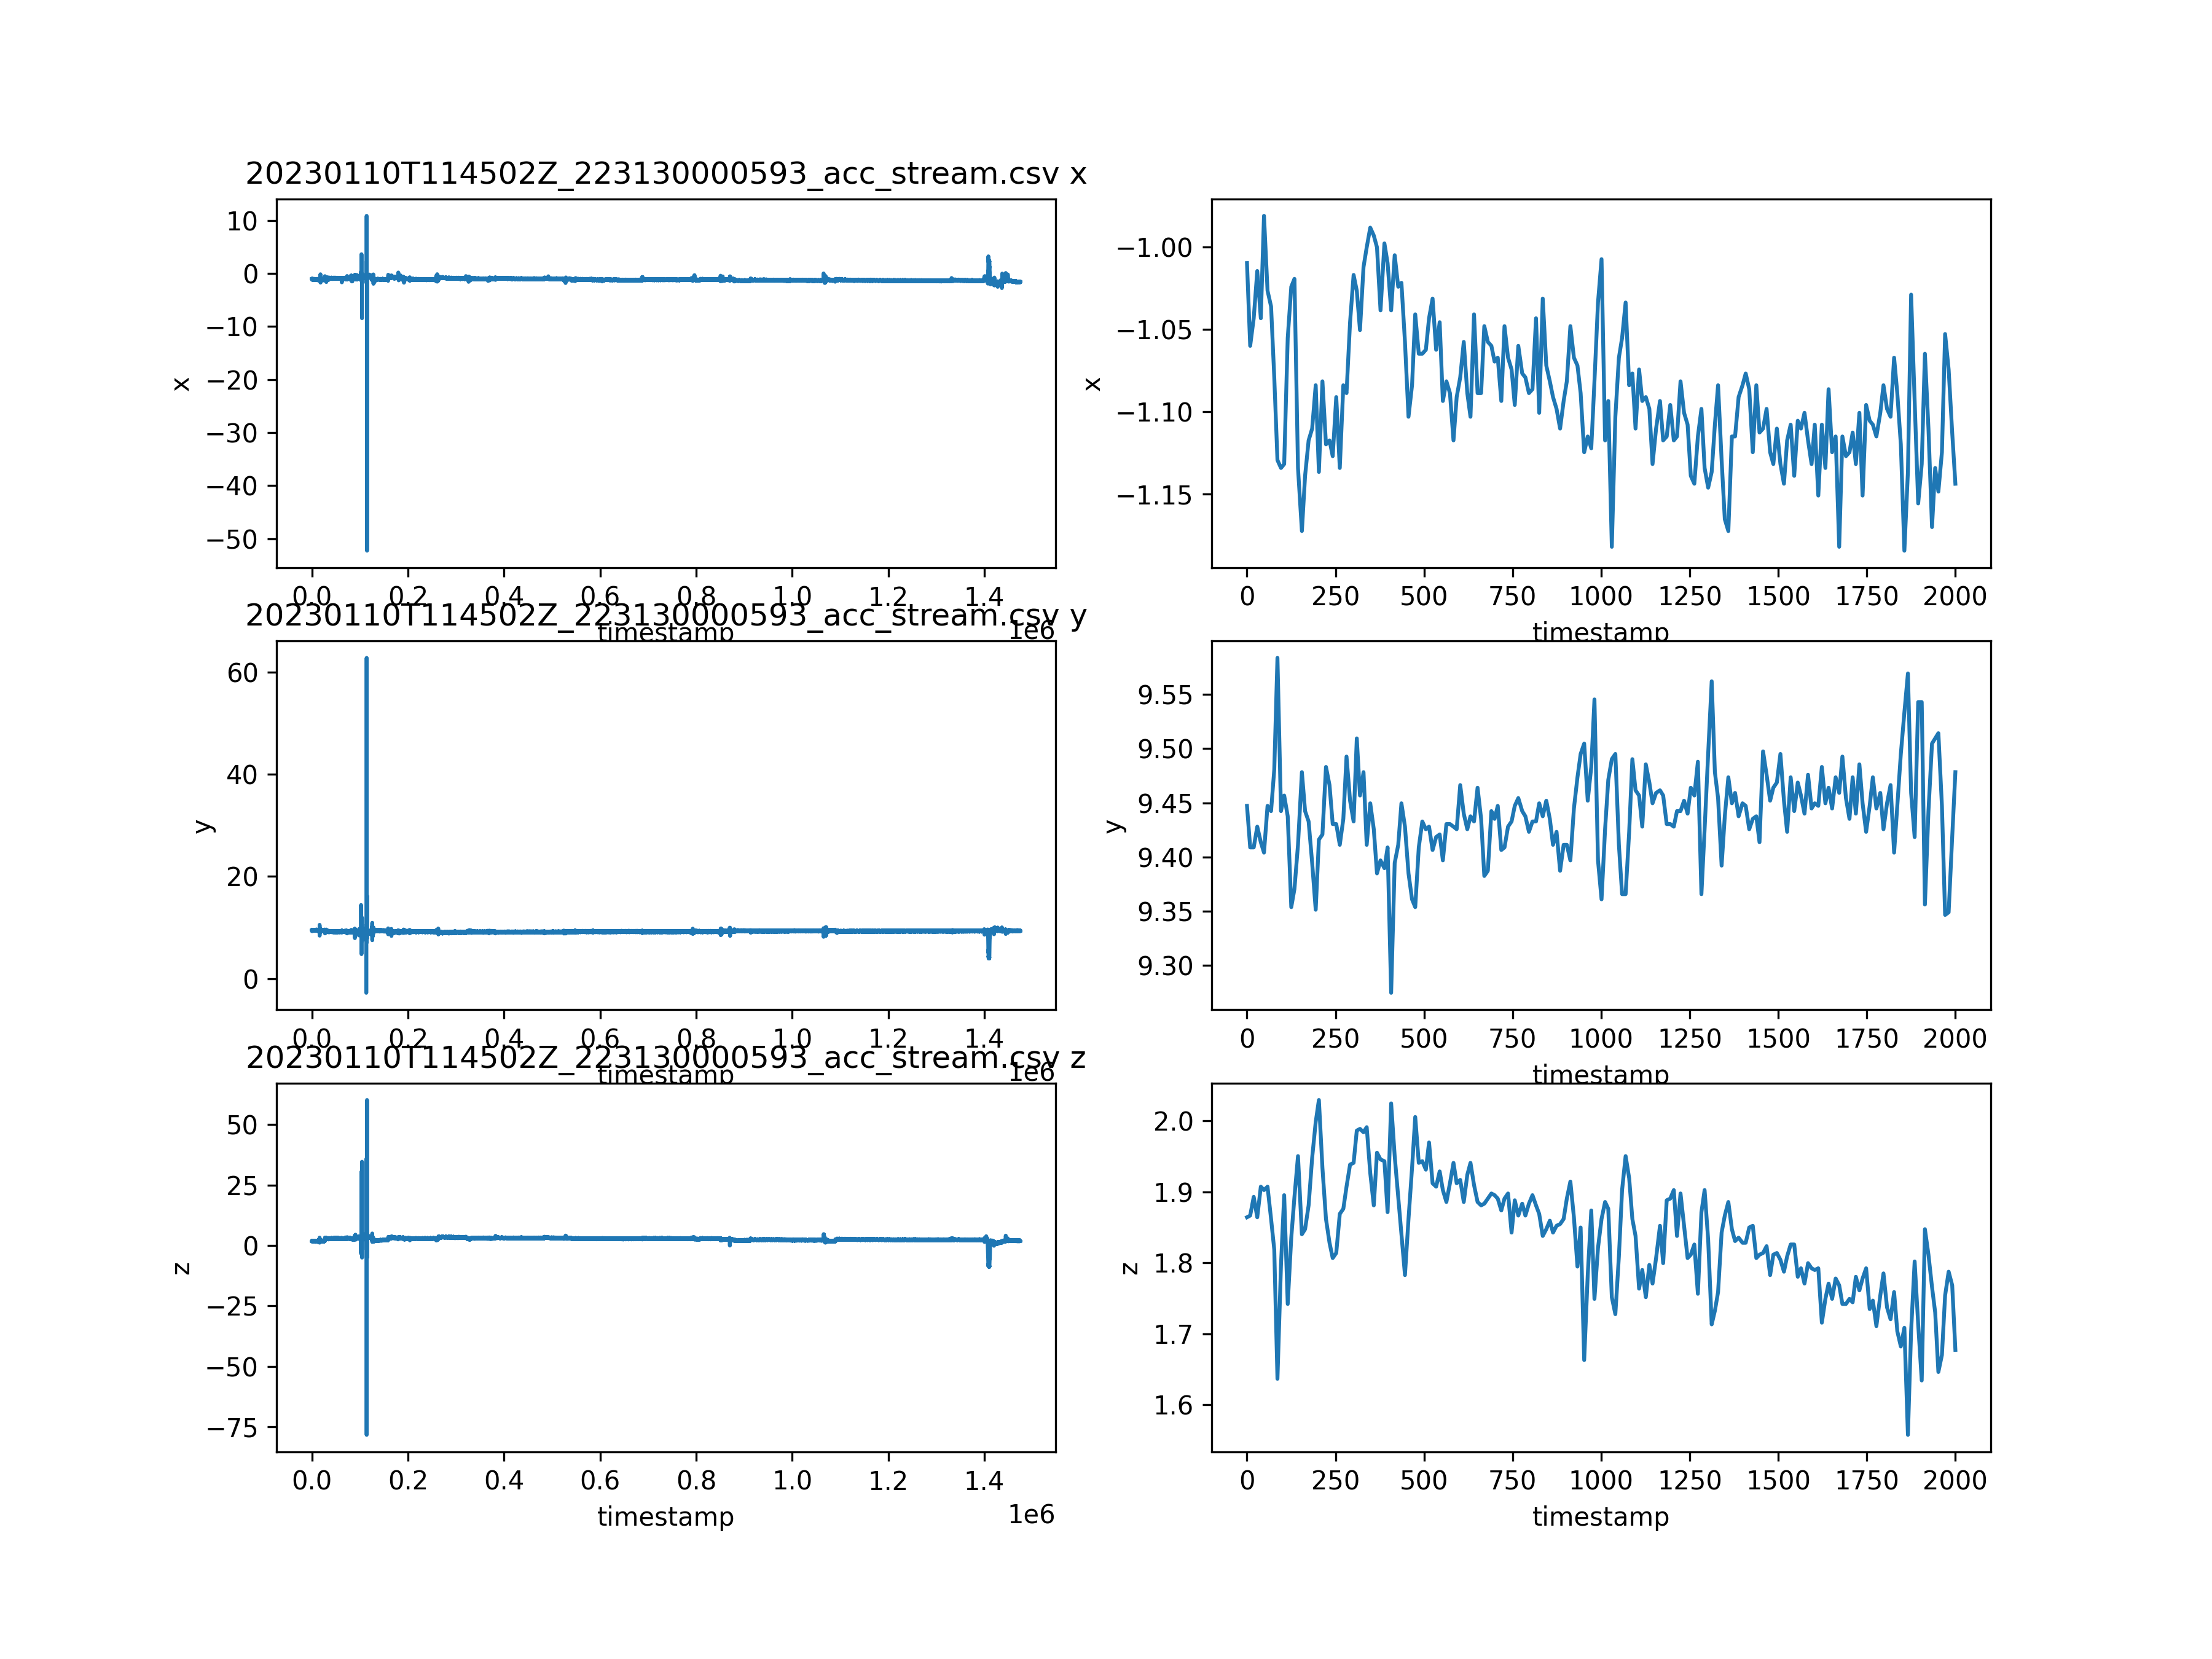 20230110T114502Z_223130000593_acc_stream.csv x
10
0
−10
−20
−30
−40
−50
x
0.0 0.2 0.4 0.6 0.8 1.0 1.2 1.4
timestamp
1e6
−1.00
−1.05
−1.10
−1.15
x
0 250 500 750 1000 1250 1500 1750 2000
timestamp
20230110T114502Z_223130000593_acc_stream.csv y
60
40
20
0
y
0.0 0.2 0.4 0.6 0.8 1.0 1.2 1.4
timestamp
1e6
9.55
9.50
9.45
9.40
9.35
9.30
y
0 250 500 750 1000 1250 1500 1750 2000
timestamp
20230110T114502Z_223130000593_acc_stream.csv z
50
25
0
−25
−50
−75
z
0.0 0.2 0.4 0.6 0.8 1.0 1.2 1.4
timestamp
1e6
2.0
1.9
1.8
1.7
1.6
z
0 250 500 750 1000 1250 1500 1750 2000
timestamp